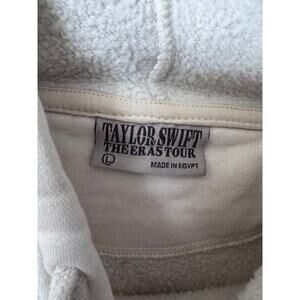 TAYLOR SWIFT
THE ERAS TOUR
L
MADE IN EGYPT